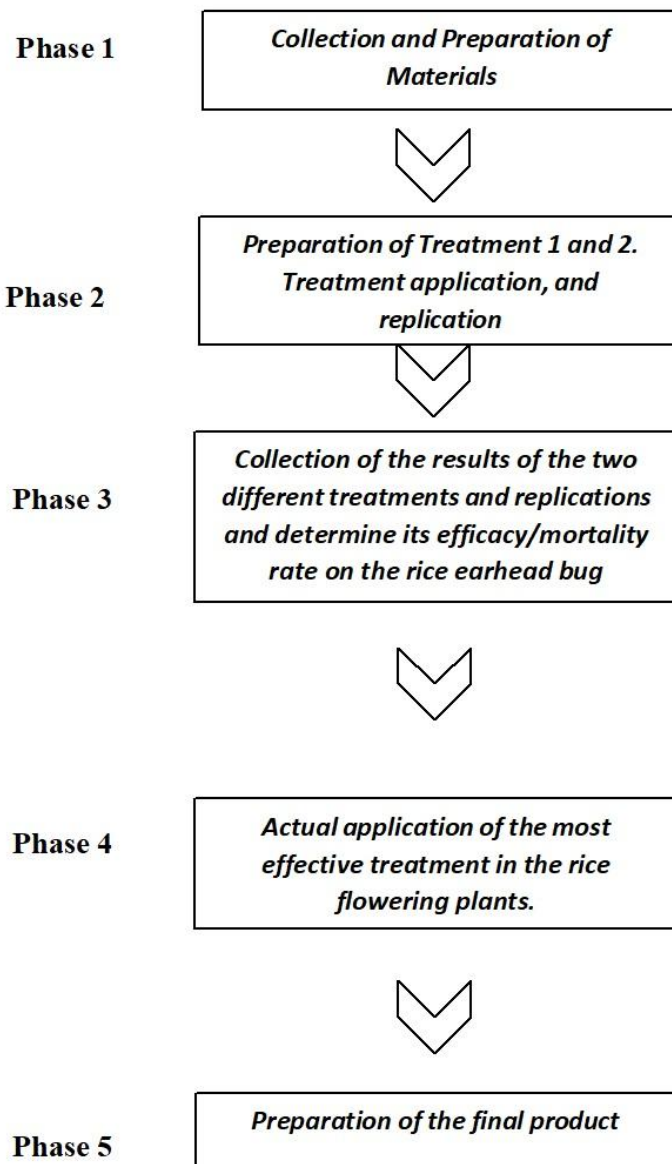 Phase 1
Collection and Preparation of
Materials
Phase 2
Preparation of Treatment 1 and 2.
Treatment application, and
replication
Phase 3
Collection of the results of the two
different treatments and replications
and determine its efficacy/mortality
rate on the rice earhead bug
Phase 4
Actual application of the most
effective treatment in the rice
flowering plants.
Phase 5
Preparation of the final product